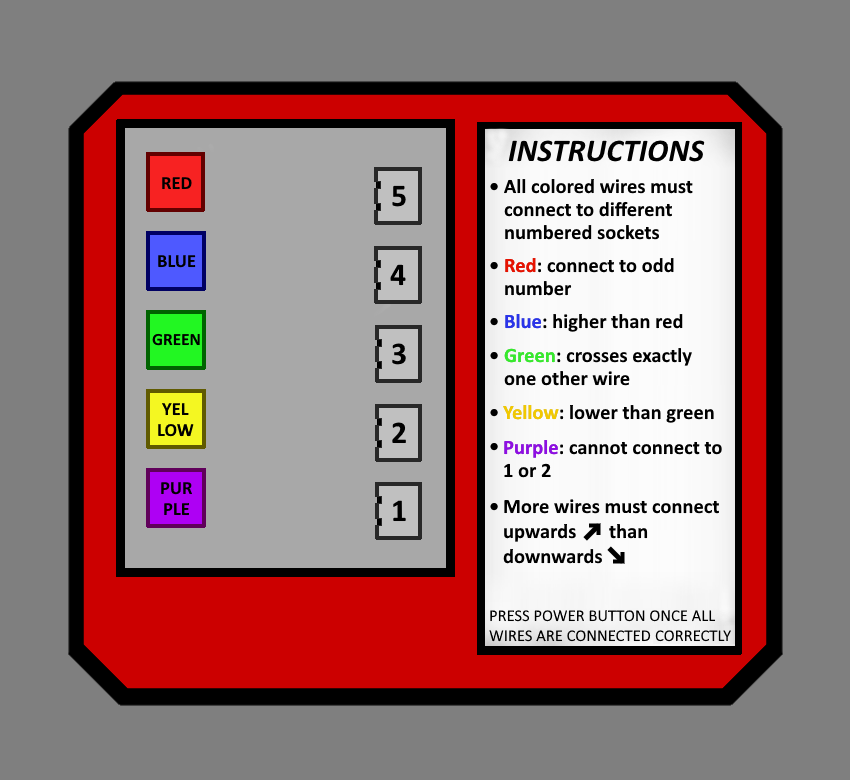 INSTRUCTIONS
RED
5
• All colored wires must
connect to different
numbered sockets
BLUE
4
• Red: connect to odd
number
• Blue: higher than red
GREEN
3
• Green: crosses exactly
one other wire
YEL
LOW
2
• Yellow: lower than green
• Purple: cannot connect to
1 or 2
PUR
PLE
1
• More wires must connect
upwards ↗ than
downwards ↘
PRESS POWER BUTTON ONCE ALL
WIRES ARE CONNECTED CORRECTLY